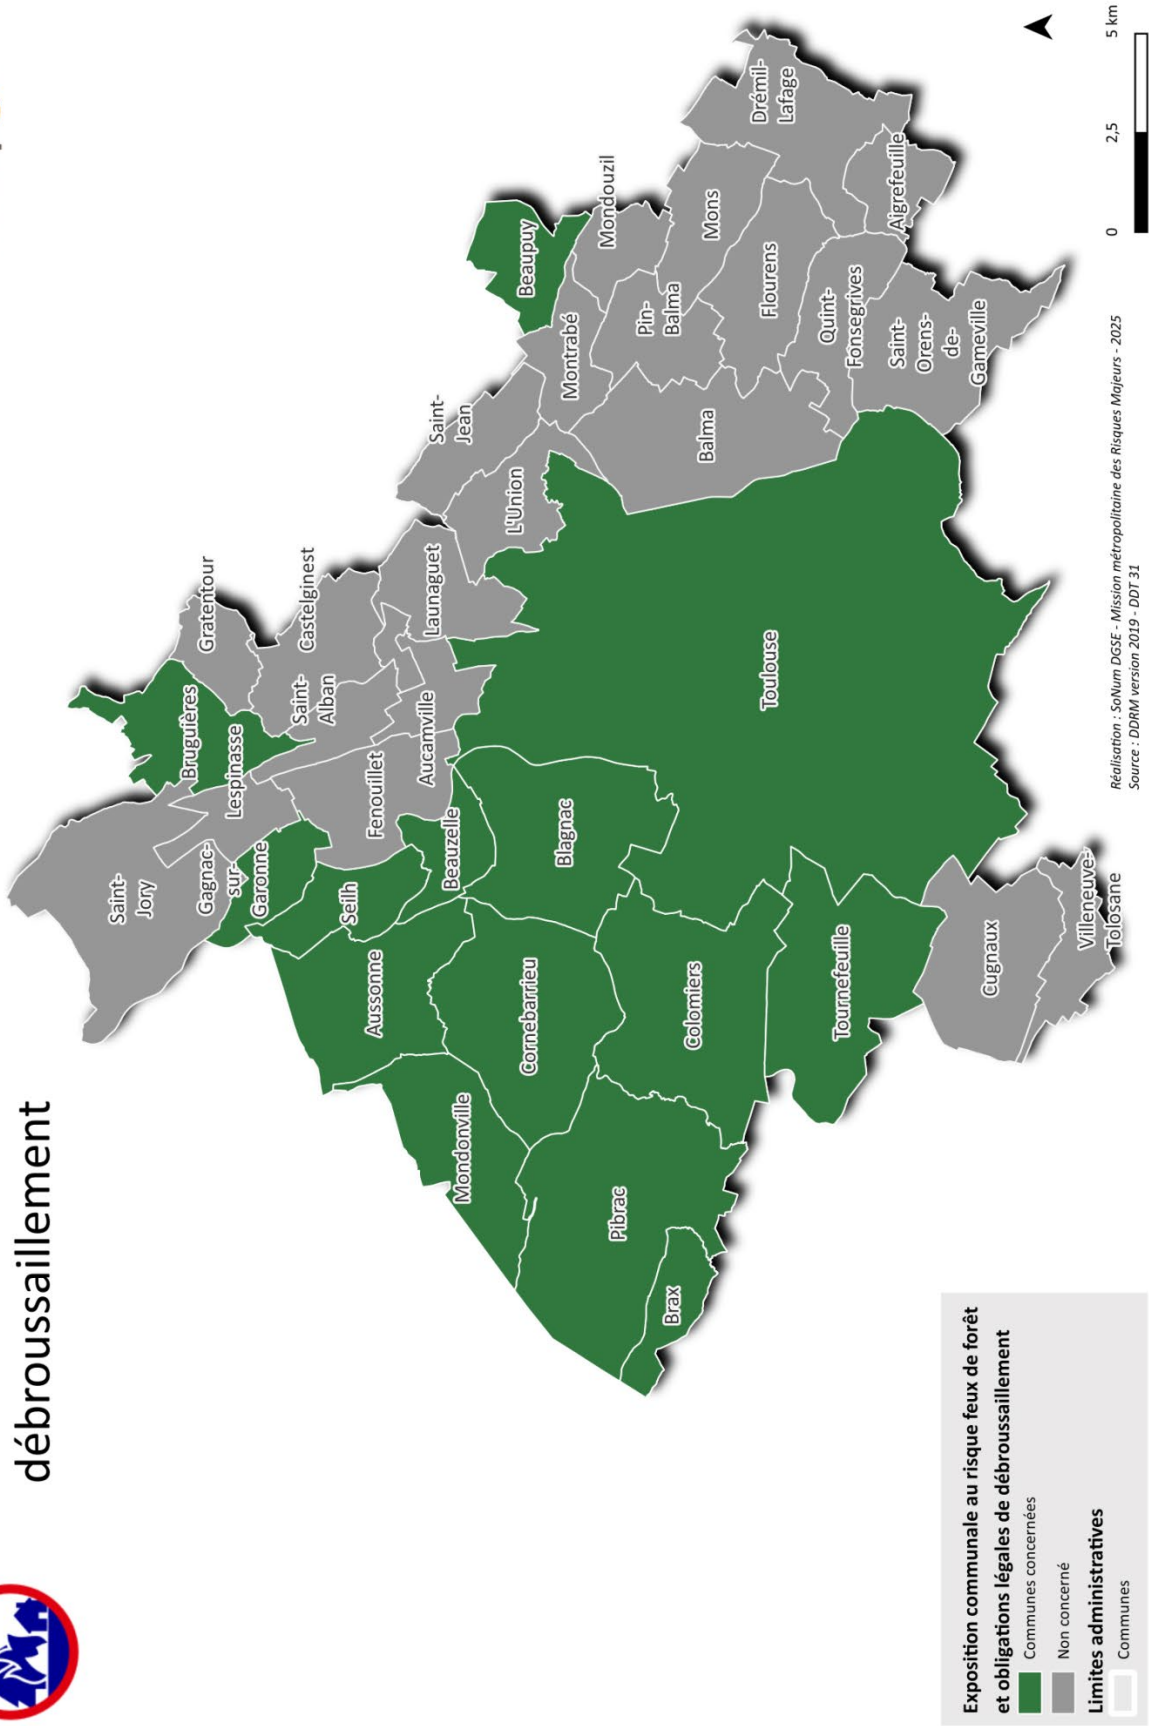 débroussaillement
Saint-
Jory
Bruguières
Gratentour
Lespinasse
Gagnac-
sur-
Garonne
Saint-
Alban
Castelginest
Seilh
Fenouillet
Aucamville
Launaguet
Saint-
Jean
Aussonne
Beauzelle
L'Union
Beaupuy
Mondonville
Cornebarrieu
Blagnac
Montrabé
Mondouzil
Pibrac
Brax
Colomiers
Toulouse
Balma
Pin-
Balma
Mons
Drémil-
Lafage
Flourens
Tournefeuille
Quint-
Fonsegrives
Aigrefeuille
Saint-
Orens-
de-
Gameville
Cugnaux
Villeneuve-
Tolosane
Exposition communale au risque feux de forêt
et obligations légales de débroussaillement
Communes concernées
Non concerné
Limites administratives
Communes
Réalisation : SoNum DGSE - Mission métropolitaine des Risques Majeurs - 2025
Source : DDRM version 2019 - DDT 31
0 2,5 5 km